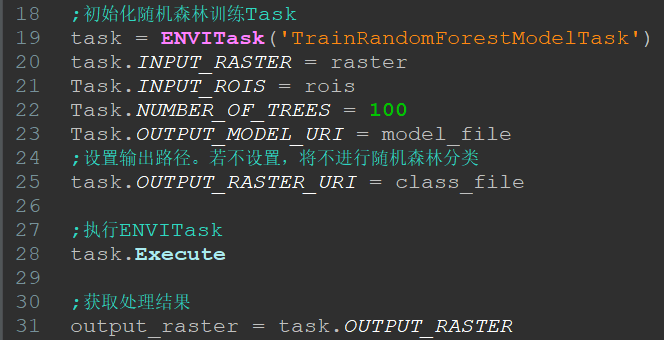 18 ;初始化随机森林训练Task
19 task = ENVITask('TrainRandomForestModelTask')
20 task.INPUT_RASTER = raster
21 Task.INPUT_ROIS = rois
22 Task.NUMBER_OF_TREES = 100
23 Task.OUTPUT_MODEL_URI = model_file
24 ;设置输出路径。若不设置，将不进行随机森林分类
25 task.OUTPUT_RASTER_URI = class_file
26
27 ;执行ENVITask
28 task.Execute
29
30 ;获取处理结果
31 output_raster = task.OUTPUT_RASTER